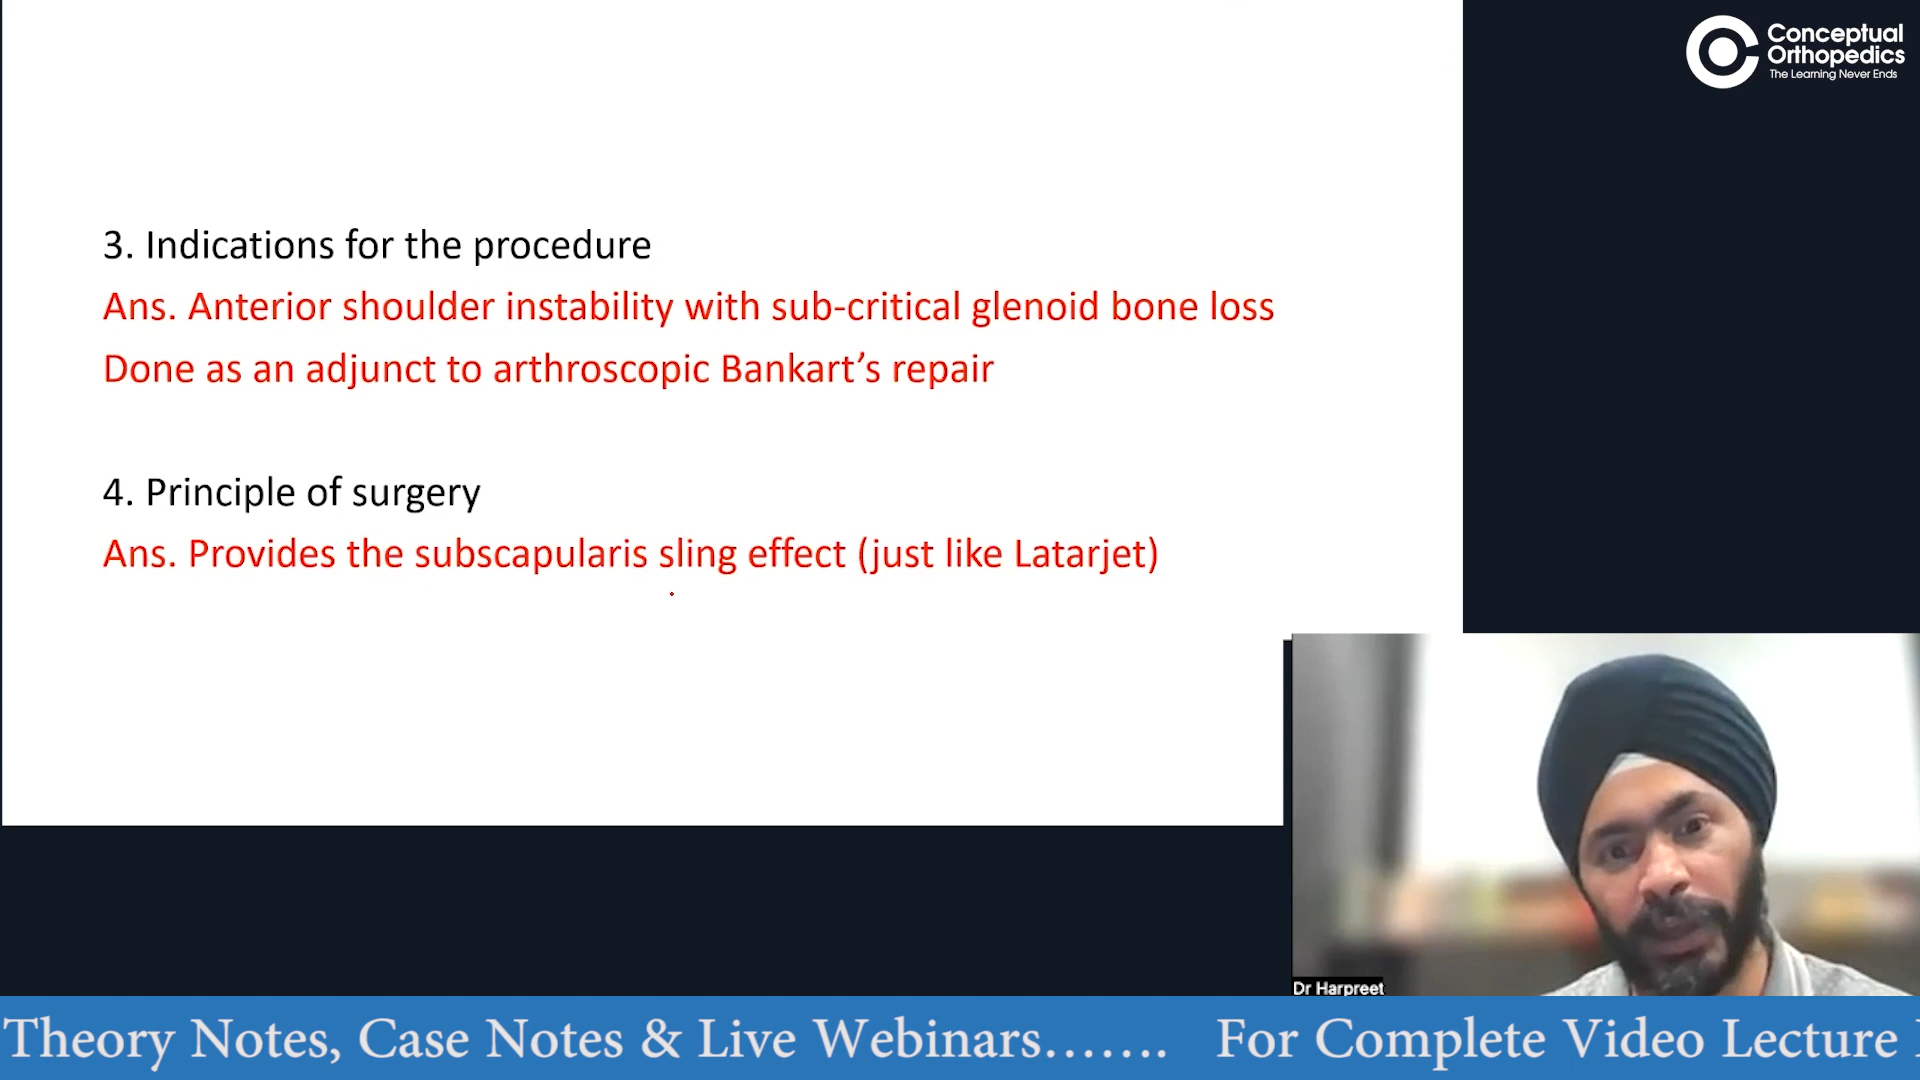 Conceptual
Orthopedics
The Learning Never Ends
3. Indications for the procedure
Ans. Anterior shoulder instability with sub-critical glenoid bone loss
Done as an adjunct to arthroscopic Bankart’s repair
4. Principle of surgery
Ans. Provides the subscapularis sling effect (just like Latarjet)
Dr Harpreet
Theory Notes, Case Notes & Live Webinars....... For Complete Video Lecture